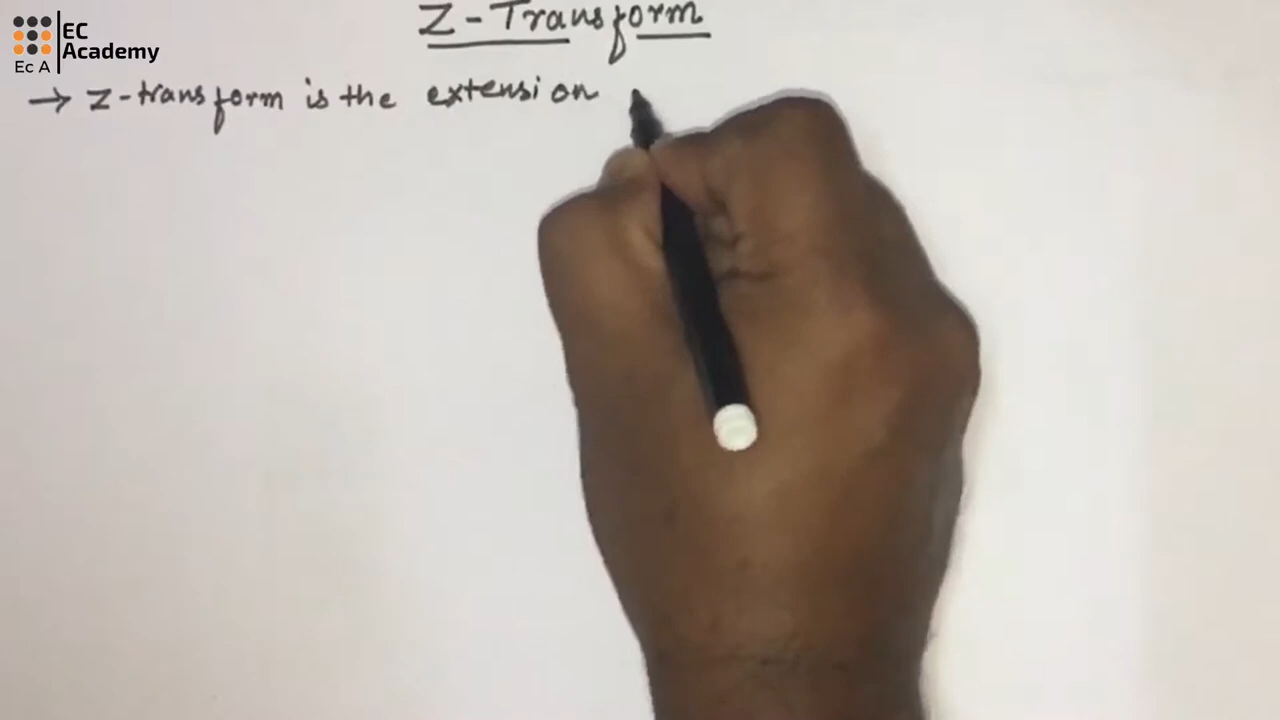 Z-Transform
EC
Academy
Ec A
→ z-transform is the extension